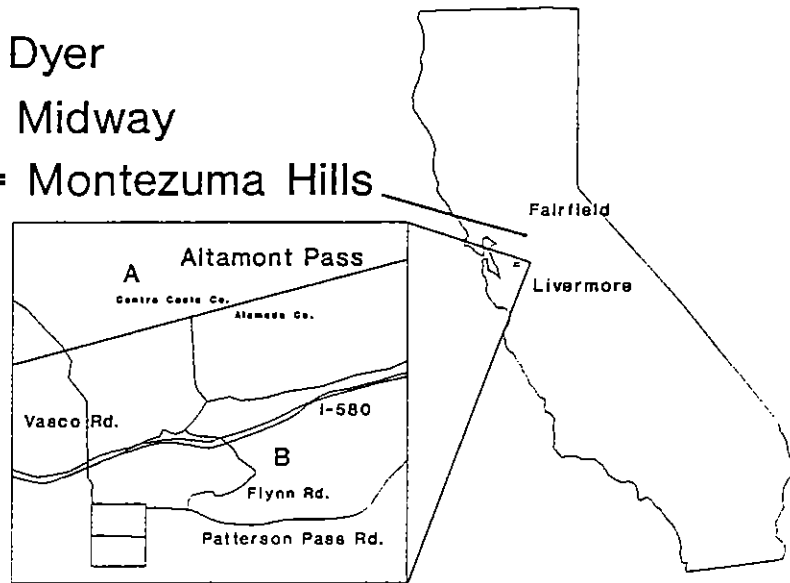 Dyer
Midway
= Montezuma Hills
Fairfield
Livermore
Altamont Pass
A
Contra Costa Co.
Alameda Co.
Vasco Rd.
I-580
B
Flynn Rd.
Patterson Pass Rd.